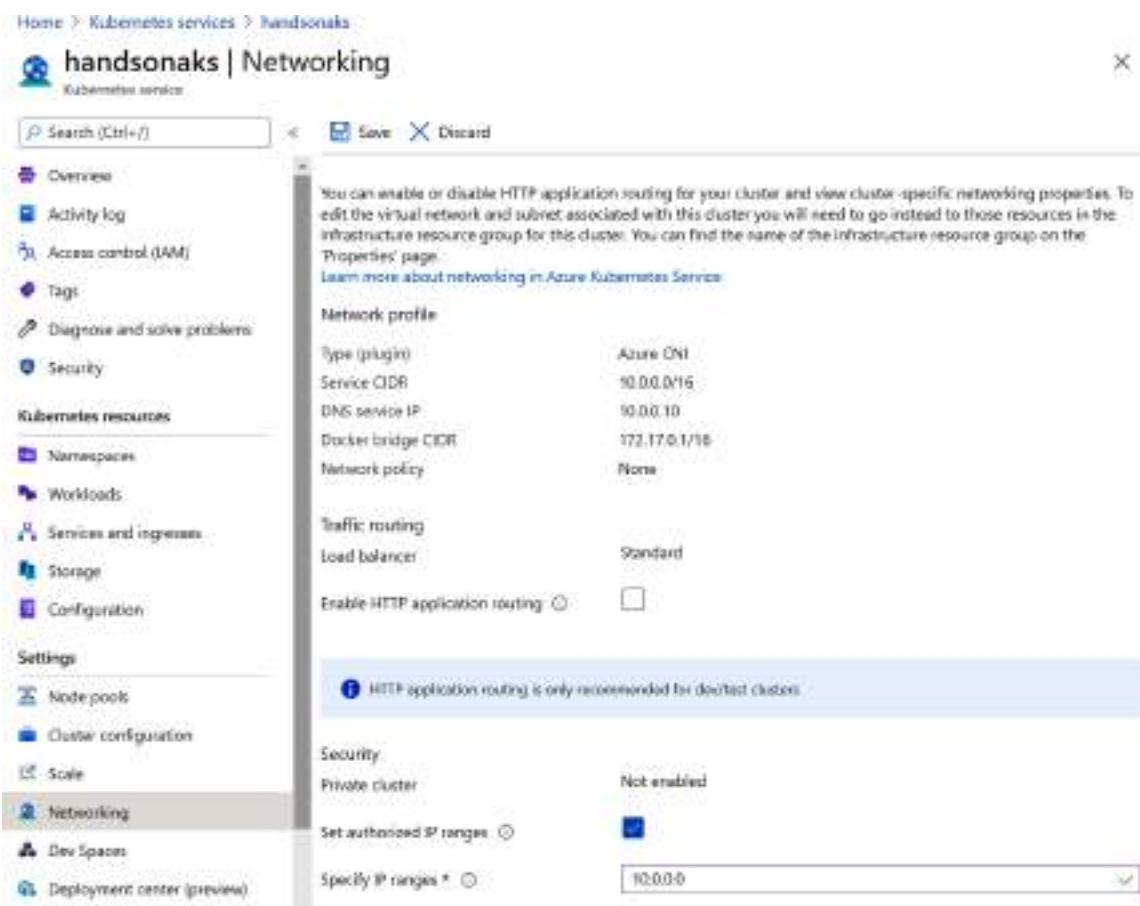 Home > Kubernetes services > handsonaks
handsonaks | Networking
Kubernetes service
Search (Ctrl+/)
Save
Discard
Overview
Activity log
Access control (IAM)
Tags
Diagnose and solve problems
Security
Kubernetes resources
Namespaces
Workloads
Services and ingresses
Storage
Configuration
Settings
Node pools
Cluster configuration
Scale
Networking
Dev Spaces
Deployment center (preview)
You can enable or disable HTTP application routing for your cluster and view cluster-specific networking properties. To
edit the virtual network and subnet associated with this cluster you will need to go instead to those resources in the
infrastructure resource group for this cluster. You can find the name of the infrastructure resource group on the
'Properties' page.
Learn more about networking in Azure Kubernetes Service
Network profile
Type (plugin) Azure CNI
Service CIDR 10.0.0.0/16
DNS service IP 10.0.0.10
Docker bridge CIDR 172.17.0.1/16
Network policy None
Traffic routing
Load balancer Standard
Enable HTTP application routing
HTTP application routing is only recommended for dev/test clusters
Security
Private cluster Not enabled
Set authorized IP ranges
Specify IP ranges * 10.0.0.0